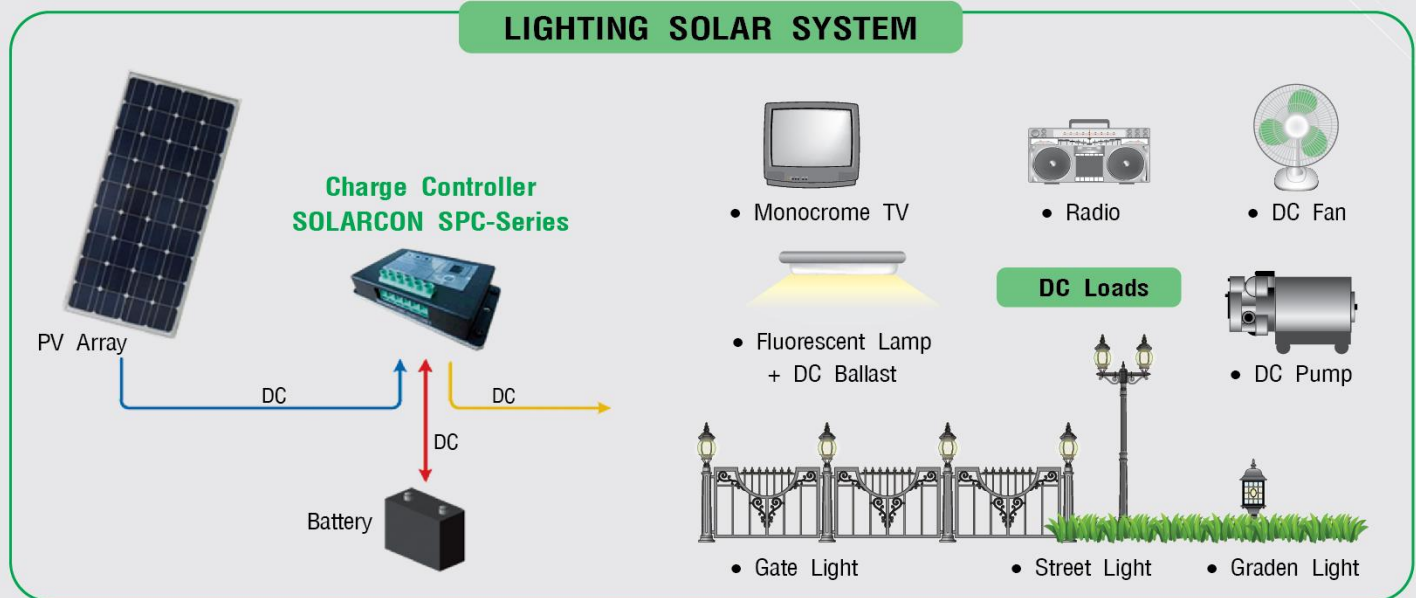 LIGHTING SOLAR SYSTEM
Charge Controller
SOLARCON SPC-Series
PV Array
DC
DC
DC
Battery
• Monocrome TV
• Radio
• DC Fan
• Fluorescent Lamp
+ DC Ballast
DC Loads
• DC Pump
• Gate Light
• Street Light
• Graden Light